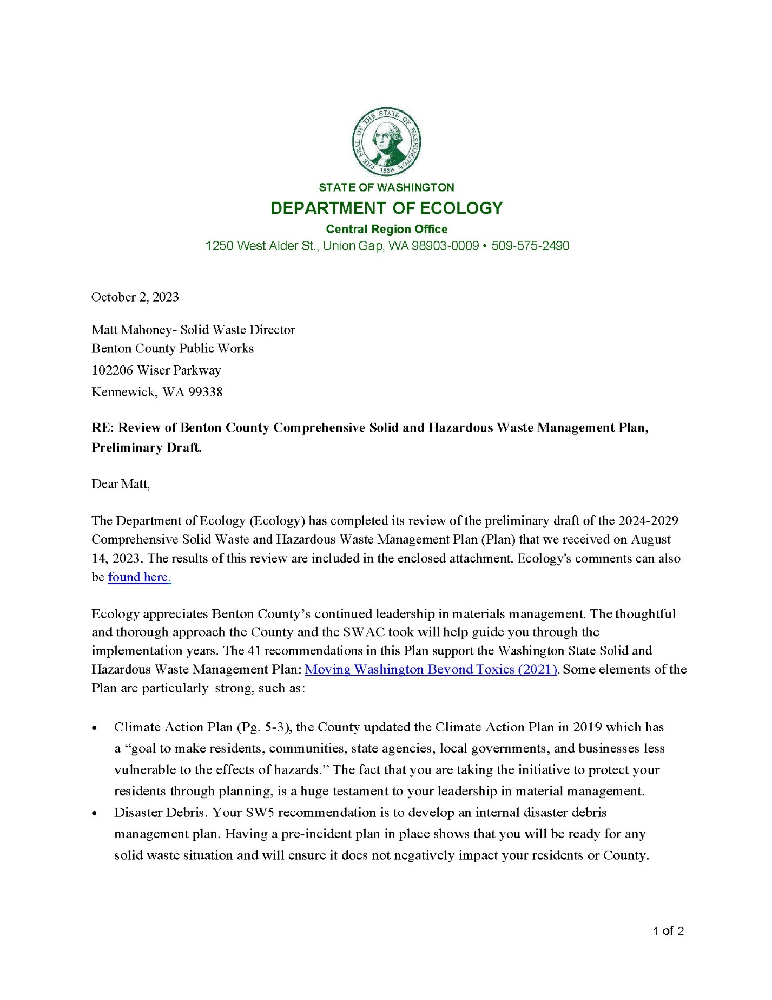 THE SEAL OF THE STATE OF WASHINGTON
1889
STATE OF WASHINGTON
DEPARTMENT OF ECOLOGY
Central Region Office
1250 West Alder St., Union Gap, WA 98903-0009 • 509-575-2490
October 2, 2023
Matt Mahoney- Solid Waste Director
Benton County Public Works
102206 Wiser Parkway
Kennewick, WA 99338
RE: Review of Benton County Comprehensive Solid and Hazardous Waste Management Plan,
Preliminary Draft.
Dear Matt,
The Department of Ecology (Ecology) has completed its review of the preliminary draft of the 2024-2029
Comprehensive Solid Waste and Hazardous Waste Management Plan (Plan) that we received on August
14, 2023. The results of this review are included in the enclosed attachment. Ecology's comments can also
be found here.
Ecology appreciates Benton County’s continued leadership in materials management. The thoughtful
and thorough approach the County and the SWAC took will help guide you through the
implementation years. The 41 recommendations in this Plan support the Washington State Solid and
Hazardous Waste Management Plan: Moving Washington Beyond Toxics (2021). Some elements of the
Plan are particularly strong, such as:
• Climate Action Plan (Pg. 5-3), the County updated the Climate Action Plan in 2019 which has
a “goal to make residents, communities, state agencies, local governments, and businesses less
vulnerable to the effects of hazards.” The fact that you are taking the initiative to protect your
residents through planning, is a huge testament to your leadership in material management.
• Disaster Debris. Your SW5 recommendation is to develop an internal disaster debris
management plan. Having a pre-incident plan in place shows that you will be ready for any
solid waste situation and will ensure it does not negatively impact your residents or County.
1 of 2